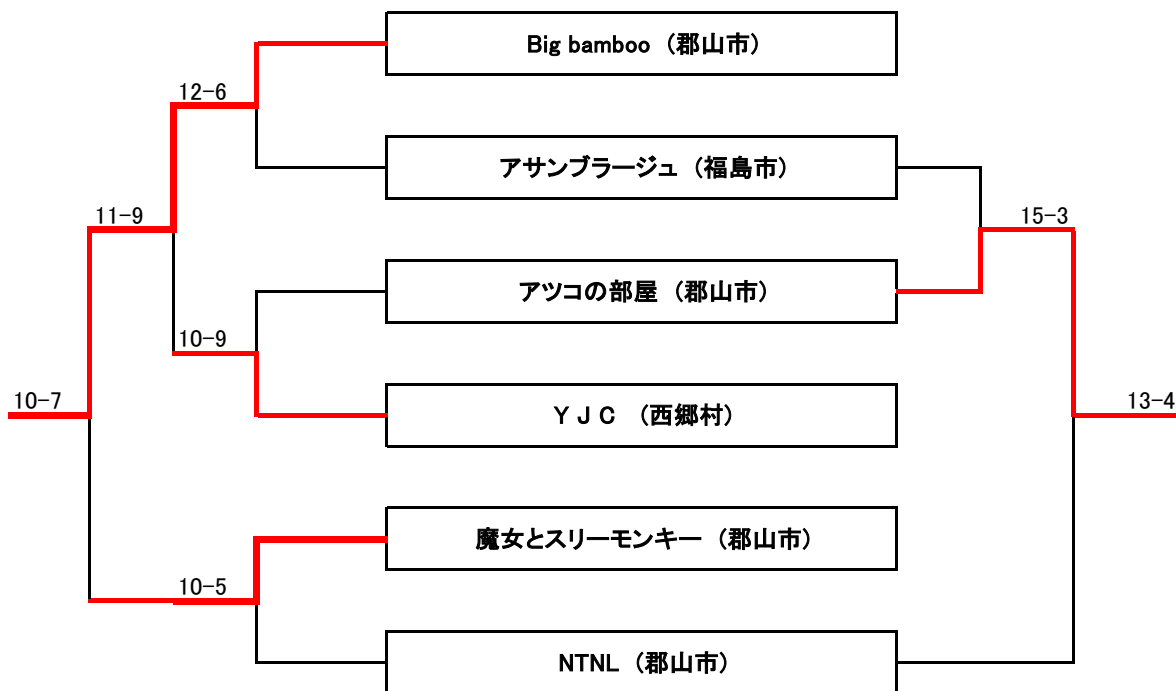 Big bamboo (郡山市)
12-6
アサンブラージュ (福島市)
11-9
15-3
アツコの部屋 (郡山市)
10-9
10-7
YJC (西郷村)
13-4
魔女とスリーモンキー (郡山市)
10-5
NTNL (郡山市)